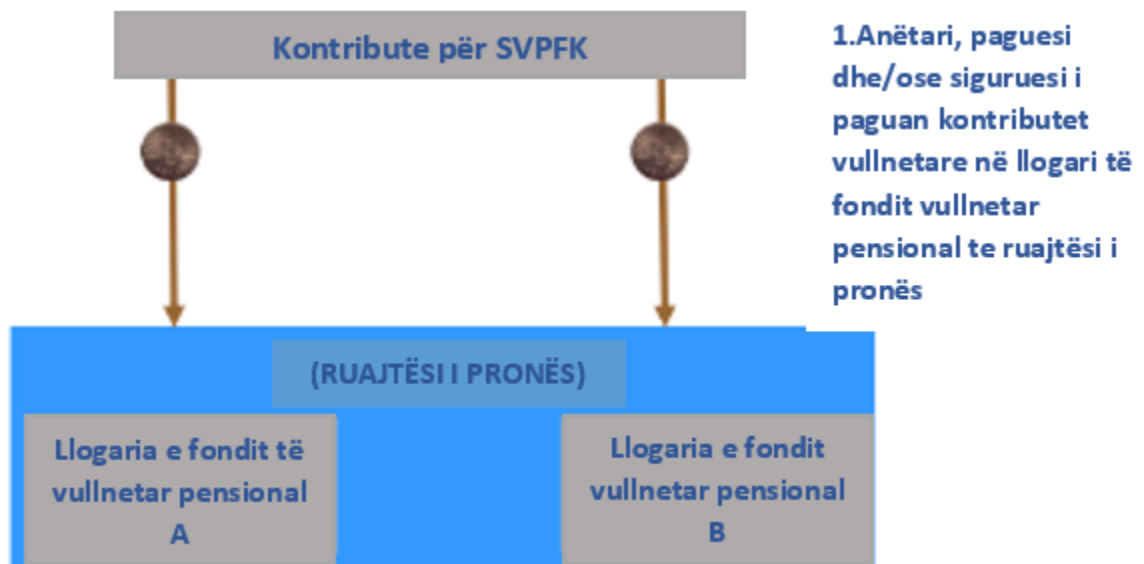 Kontribute për SVPFK
1.Anëtari, paguesi
dhe/ose siguruesi i
paguan kontributet
vullnetare në llogari të
fondit vullnetar
pensional te ruajtësi i
pronës
(RUAJTËSI I PRONËS)
Llogaria e fondit të
vullnetar pensional
A
Llogaria e fondit
vullnetar pensional
B